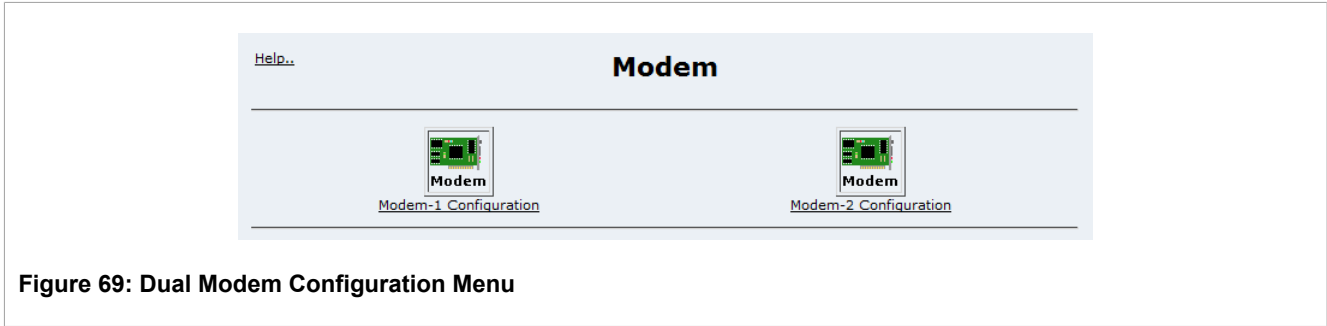 Help..
Modem
Modem Modem
Modem-1 Configuration Modem-2 Configuration
Figure 69: Dual Modem Configuration Menu